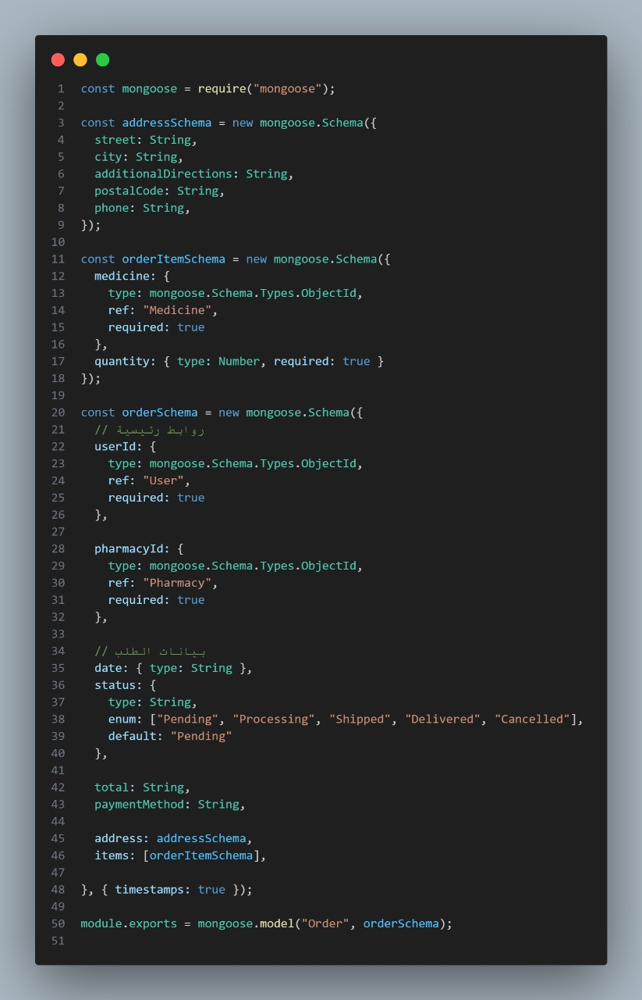 1 const mongoose = require("mongoose");
2
3 const addressSchema = new mongoose.Schema({
4   street: String,
5   city: String,
6   additionalDirections: String,
7   postalCode: String,
8   phone: String,
9 });
10
11 const orderItemSchema = new mongoose.Schema({
12   medicine: {
13     type: mongoose.Schema.Types.ObjectId,
14     ref: "Medicine",
15     required: true
16   },
17   quantity: { type: Number, required: true }
18 });
19
20 const orderSchema = new mongoose.Schema({
21   // روابط رئيسية
22   userId: {
23     type: mongoose.Schema.Types.ObjectId,
24     ref: "User",
25     required: true
26   },
27
28   pharmacyId: {
29     type: mongoose.Schema.Types.ObjectId,
30     ref: "Pharmacy",
31     required: true
32   },
33
34   // بيانات الطلب
35   date: { type: String },
36   status: {
37     type: String,
38     enum: ["Pending", "Processing", "Shipped", "Delivered", "Cancelled"],
39     default: "Pending"
40   },
41
42   total: String,
43   paymentMethod: String,
44
45   address: addressSchema,
46   items: [orderItemSchema],
47
48 }, { timestamps: true });
49
50 module.exports = mongoose.model("Order", orderSchema);
51